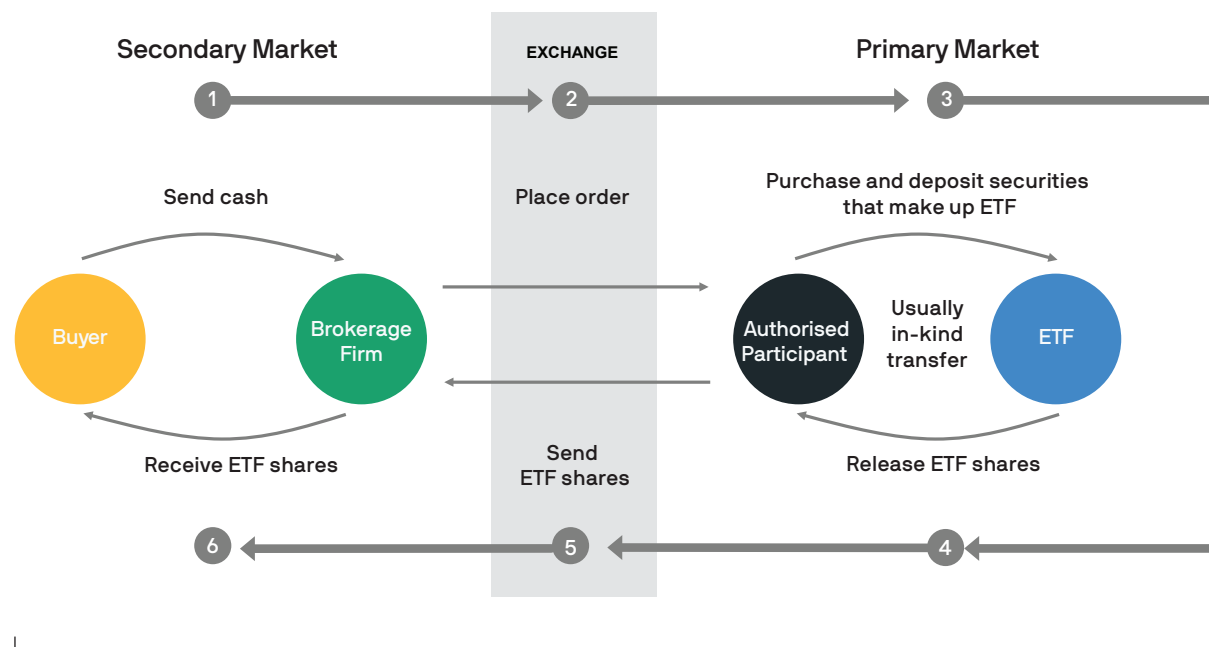 Secondary Market
EXCHANGE
Primary Market
1
2
3
Send cash
Place order
Purchase and deposit securities
that make up ETF
Buyer
Brokerage
Firm
Authorised
Participant
Usually
in-kind
transfer
ETF
Receive ETF shares
Send
ETF shares
Release ETF shares
6
5
4